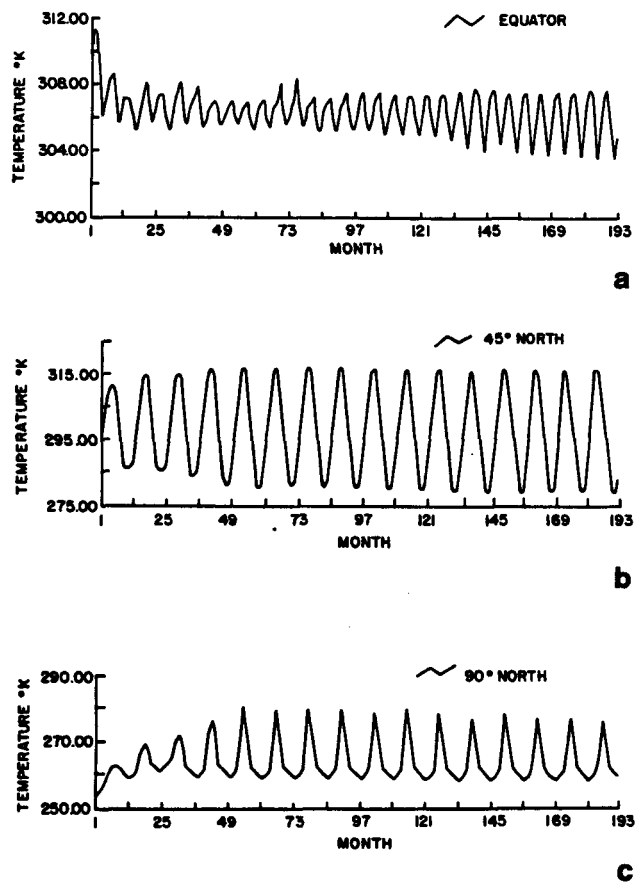 312.00
EQUATOR
308.00
304.00
300.00
TEMPERATURE °K
1 25 49 73 97 121 145 169 193
MONTH
a
45° NORTH
315.00
295.00
275.00
TEMPERATURE °K
1 25 49 73 97 121 145 169 193
MONTH
b
290.00
90° NORTH
270.00
250.00
TEMPERATURE °K
1 25 49 73 97 121 145 169 193
MONTH
c